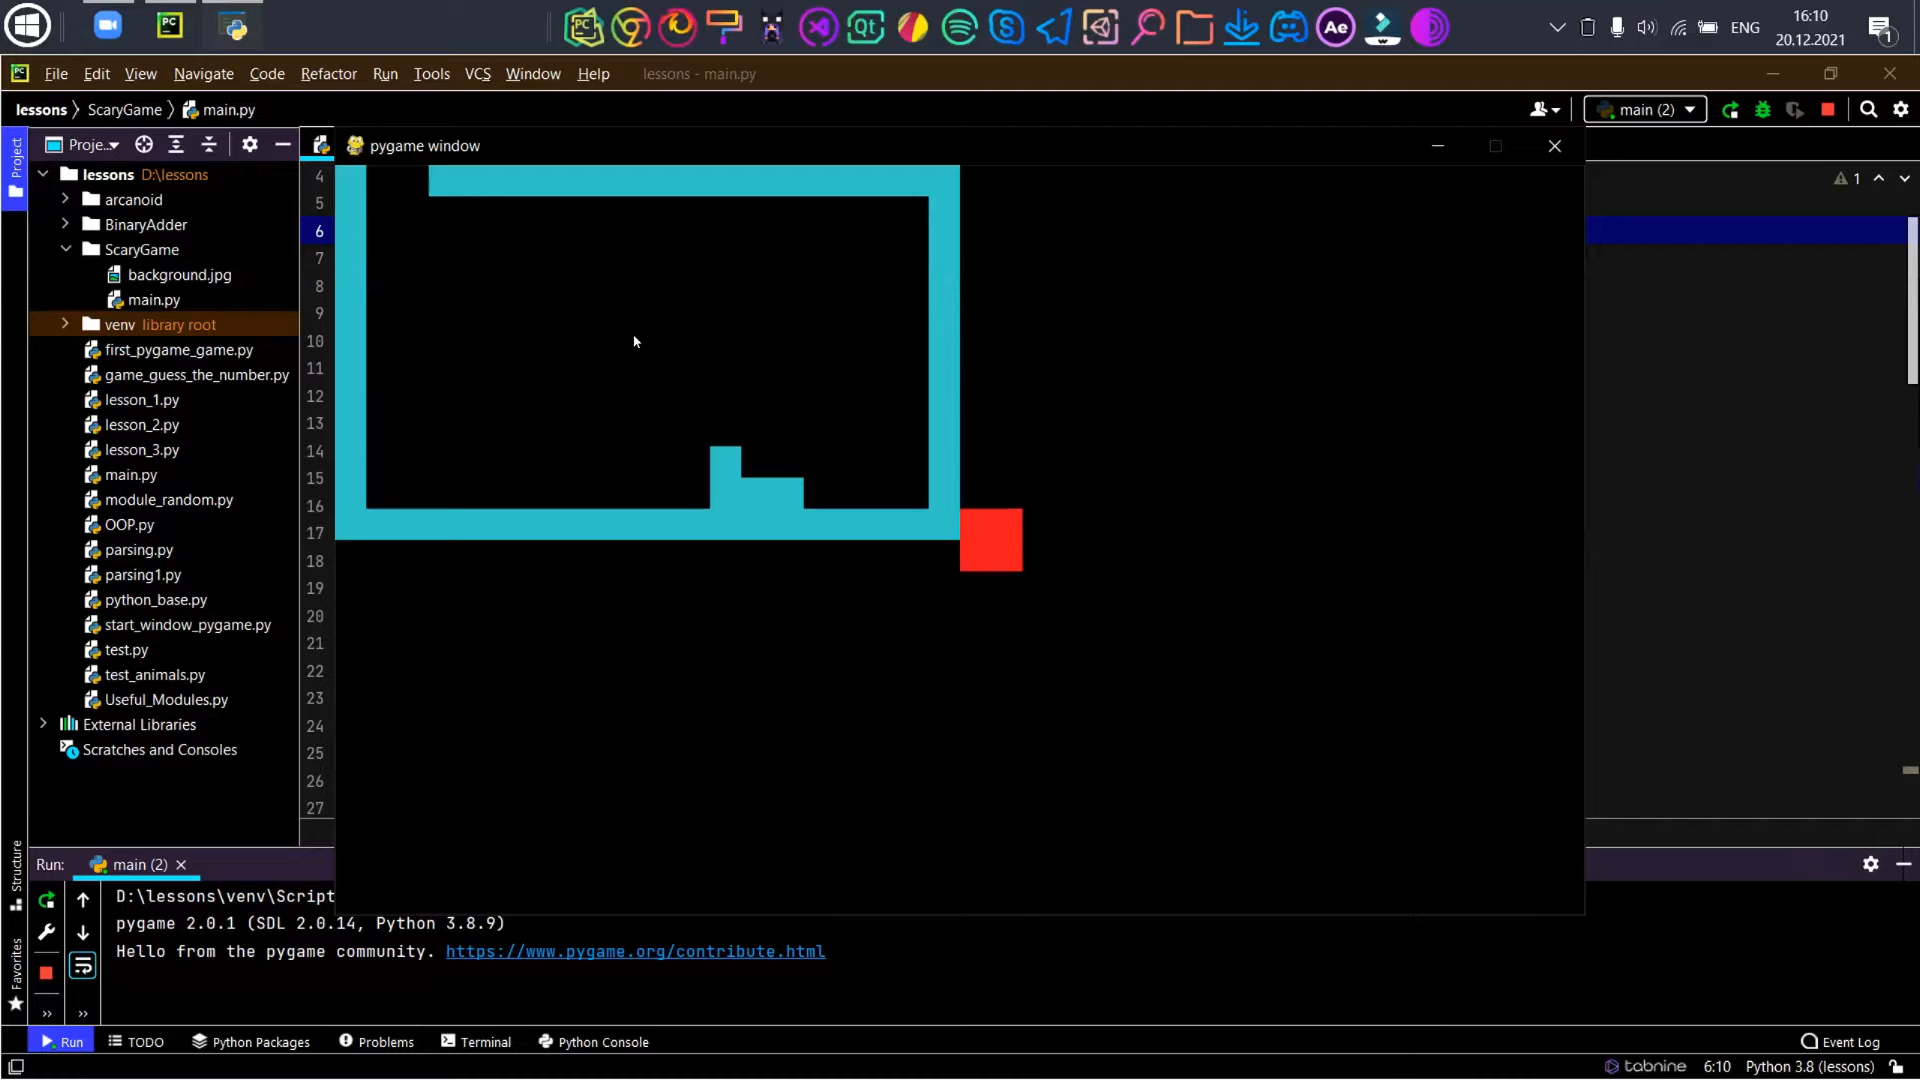 16:10
ENG
20.12.2021
1
Ae
Qt
PC
File Edit View Navigate Code Refactor Run Tools VCS Window Help lessons - main.py
lessons ScaryGame main.py
main (2)
Project
Proje...
pygame window
1
lessons D:\lessons
arcanoid
BinaryAdder
ScaryGame
background.jpg
main.py
venv library root
first_pygame_game.py
game_guess_the_number.py
lesson_1.py
lesson_2.py
lesson_3.py
main.py
module_random.py
OOP.py
parsing.py
parsing1.py
python_base.py
start_window_pygame.py
test.py
test_animals.py
Useful_Modules.py
External Libraries
Scratches and Consoles
4
5
6
7
8
9
10
11
12
13
14
15
16
17
18
19
20
21
22
23
24
25
26
27
Structure
Favorites
Run: main (2)
D:\lessons\venv\Script
pygame 2.0.1 (SDL 2.0.14, Python 3.8.9)
Hello from the pygame community. https://www.pygame.org/contribute.html
Run TODO Python Packages Problems Terminal Python Console Event Log
tabnine 6:10 Python 3.8 (lessons)